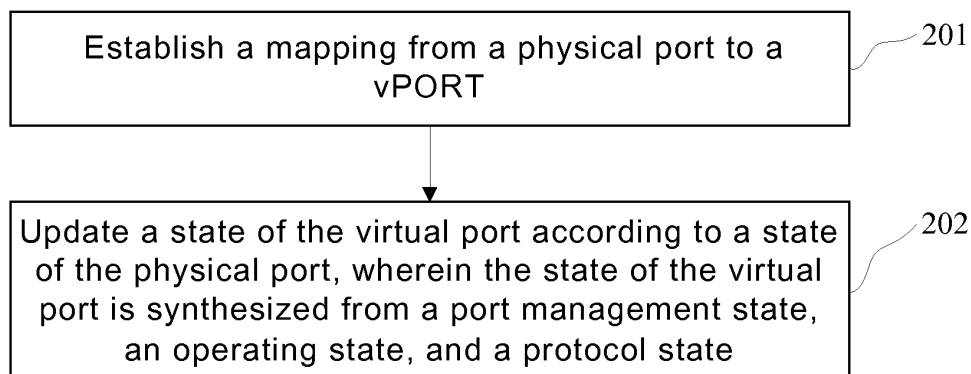 Establish a mapping from a physical port to a
vPORT
201
Update a state of the virtual port according to a state
of the physical port, wherein the state of the virtual
port is synthesized from a port management state,
an operating state, and a protocol state
202